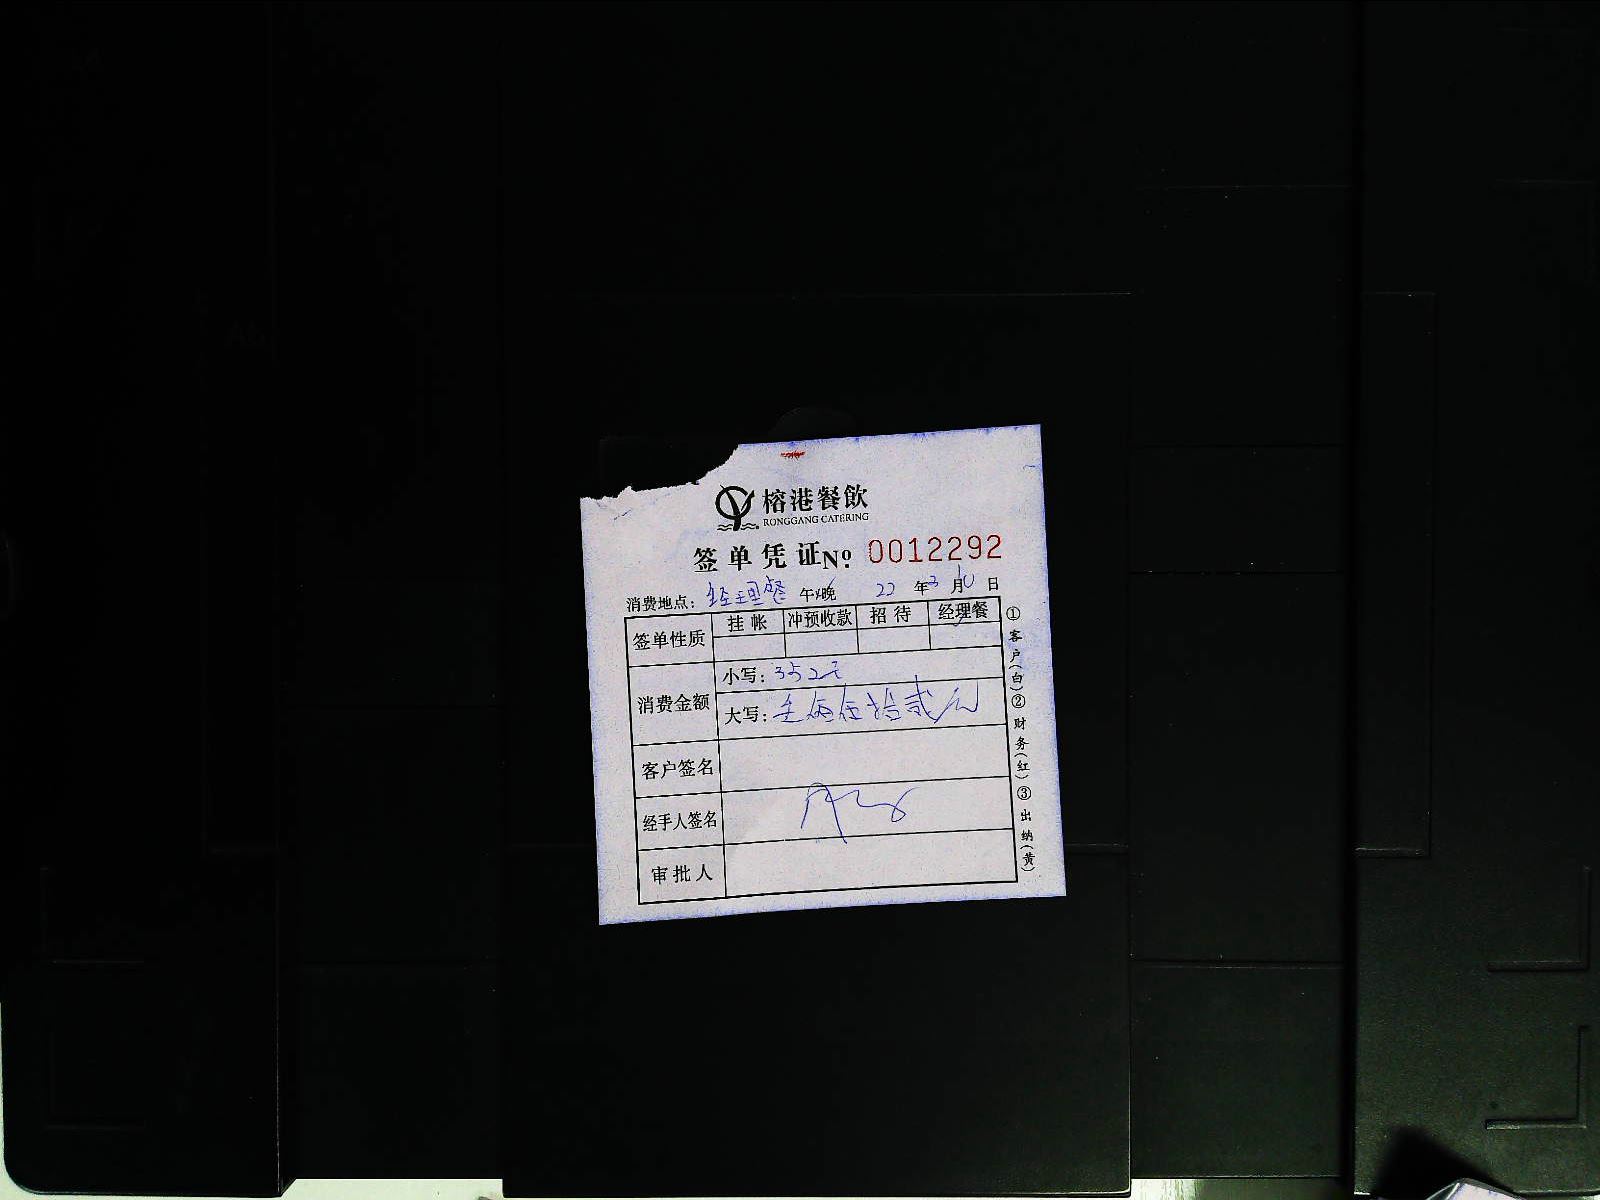 榕港餐飲
RONGGANG CATERING
签单凭证 No: 0012292
消费地点: 经理餐 午/晚 22 年 3 月 10 日
签单性质 挂帐 冲预收款 招待 经理餐
消费金额 小写: 352元
大写: 叁佰伍拾贰元
客户签名
经手人签名
审批人
①客户(白)②财务(红)③出纳(黄)